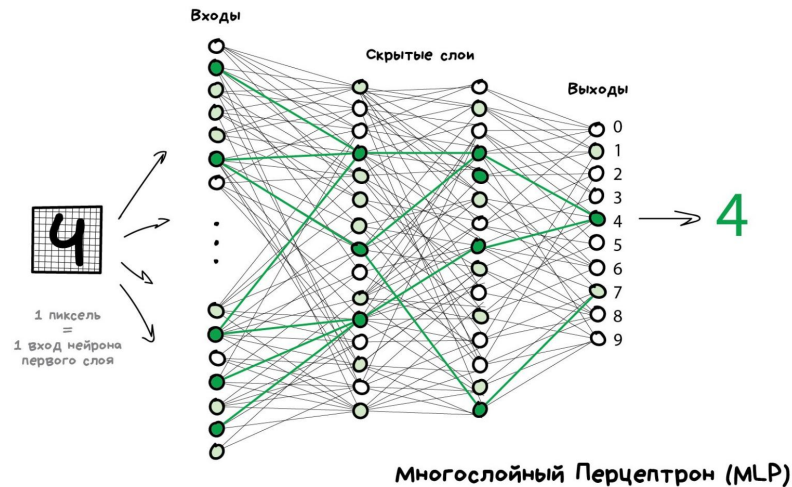 Входы
Скрытые слои
Выходы
0
1
2
3
4
5
6
7
8
9
4
4
1 пиксель
=
1 вход нейрона
первого слоя
Многослойный Перцептрон (MLP)